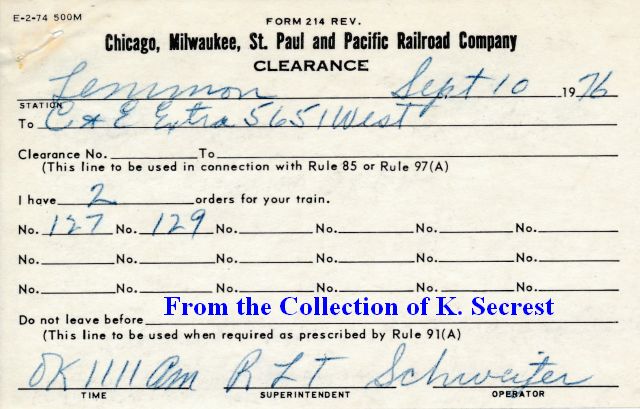 E-2-74 500M
FORM 214 REV.
Chicago, Milwaukee, St. Paul and Pacific Railroad Company
CLEARANCE
Lemmon Sept 10 1976
STATION
To C & E Extra 5651 West
Clearance No. To
(This line to be used in connection with Rule 85 or Rule 97(A)
I have 2 orders for your train.
No. 127 No. 129 No. No. No. No.
No. No. No. No. No. No.
No. No. No. No. No. No.
From the Collection of K. Secrest
Do not leave before
(This line to be used when required as prescribed by Rule 91(A)
OK 1111 am R L T Schweitzer
TIME SUPERINTENDENT OPERATOR